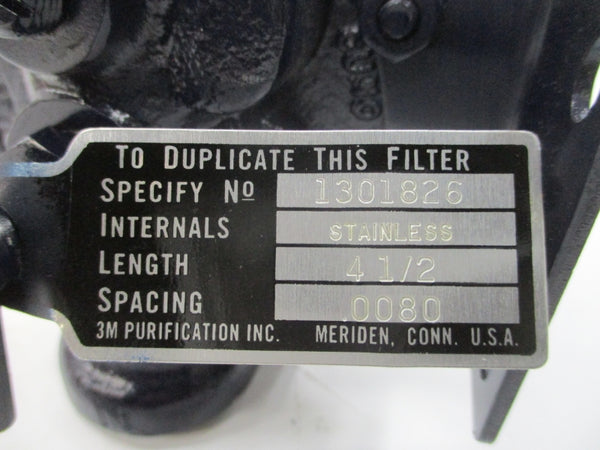 TO DUPLICATE THIS FILTER
SPECIFY No 1301826
INTERNALS STAINLESS
LENGTH 4 1/2
SPACING .0080
3M PURIFICATION INC. MERIDEN, CONN. U.S.A.